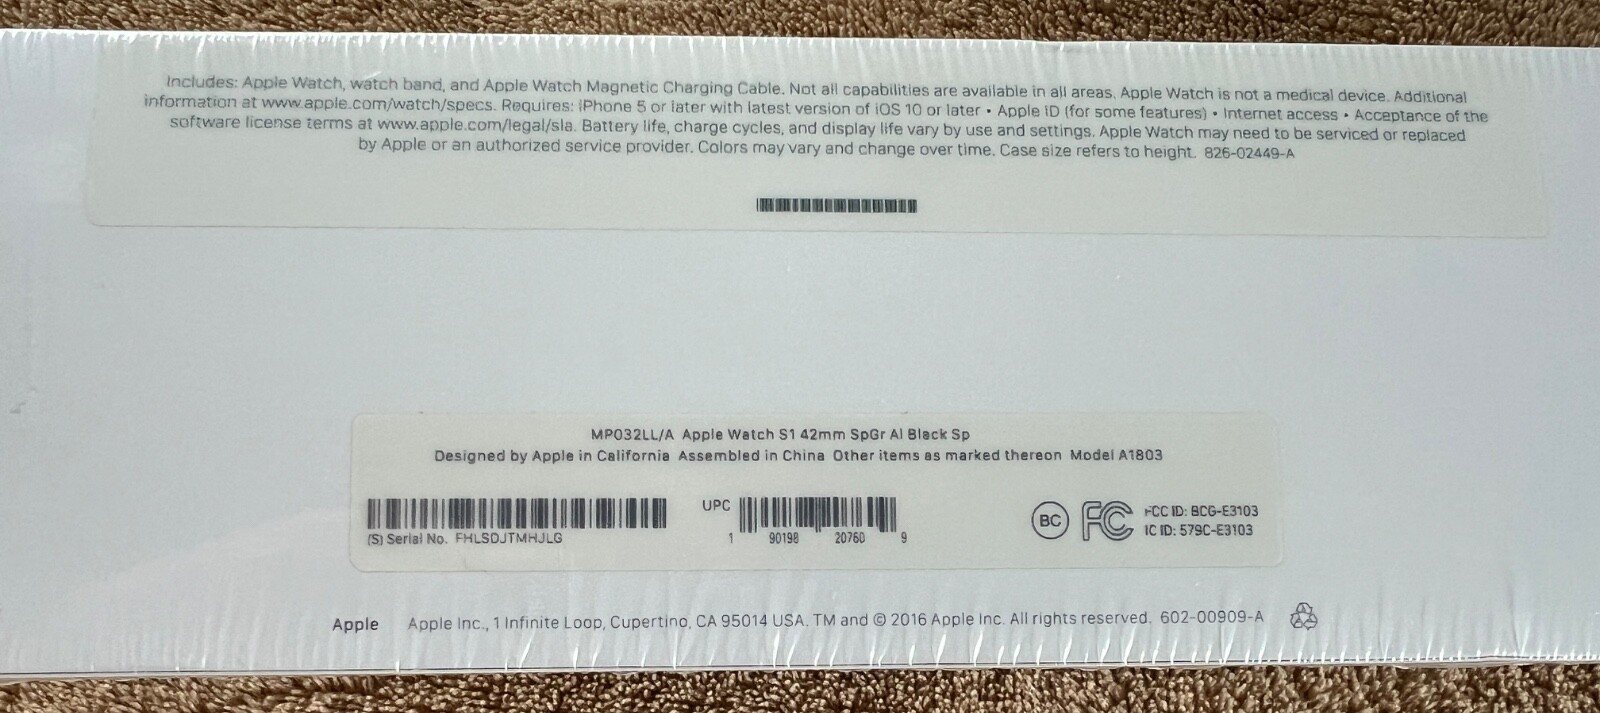 Includes: Apple Watch, watch band, and Apple Watch Magnetic Charging Cable. Not all capabilities are available in all areas. Apple Watch is not a medical device. Additional
information at www.apple.com/watch/specs. Requires: iPhone 5 or later with latest version of iOS 10 or later • Apple ID (for some features) • Internet access • Acceptance of the
software license terms at www.apple.com/legal/sla. Battery life, charge cycles, and display life vary by use and settings. Apple Watch may need to be serviced or replaced
by Apple or an authorized service provider. Colors may vary and change over time. Case size refers to height. 826-02449-A
MP032LL/A Apple Watch S1 42mm SpGr Al Black Sp
Designed by Apple in California Assembled in China Other items as marked thereon Model A1803
(S) Serial No. FHLSDJTMHJLG
UPC
1 90198 20760 9
BC
FC
FCC ID: BCG-E3103
IC ID: 579C-E3103
Apple Apple Inc., 1 Infinite Loop, Cupertino, CA 95014 USA. TM and © 2016 Apple Inc. All rights reserved. 602-00909-A